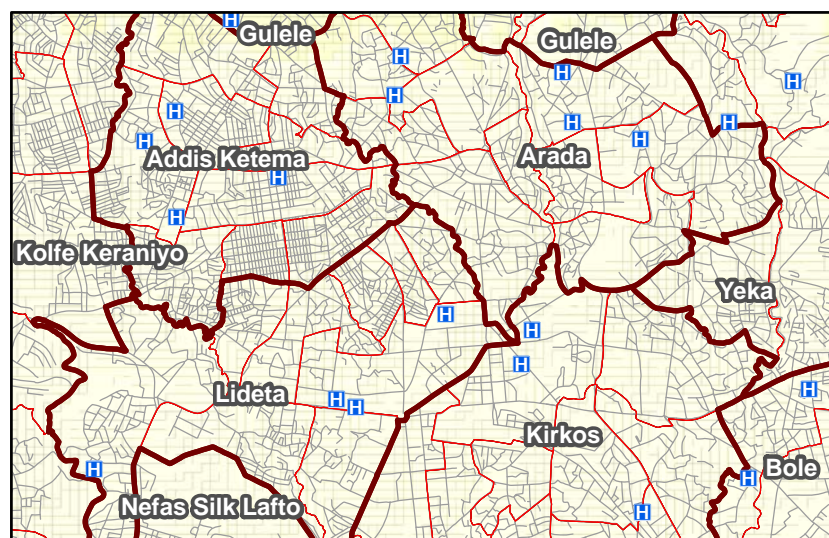 Gulele
Gulele
H
H
H
H
H
H
H
H
H
H
Addis Ketema
Arada
H
H
Kolfe Keraniyo
Yeka
H
H
H
H
Lideta
H
H
Kirkos
H
Bole
H
Nefas Silk Lafto
H